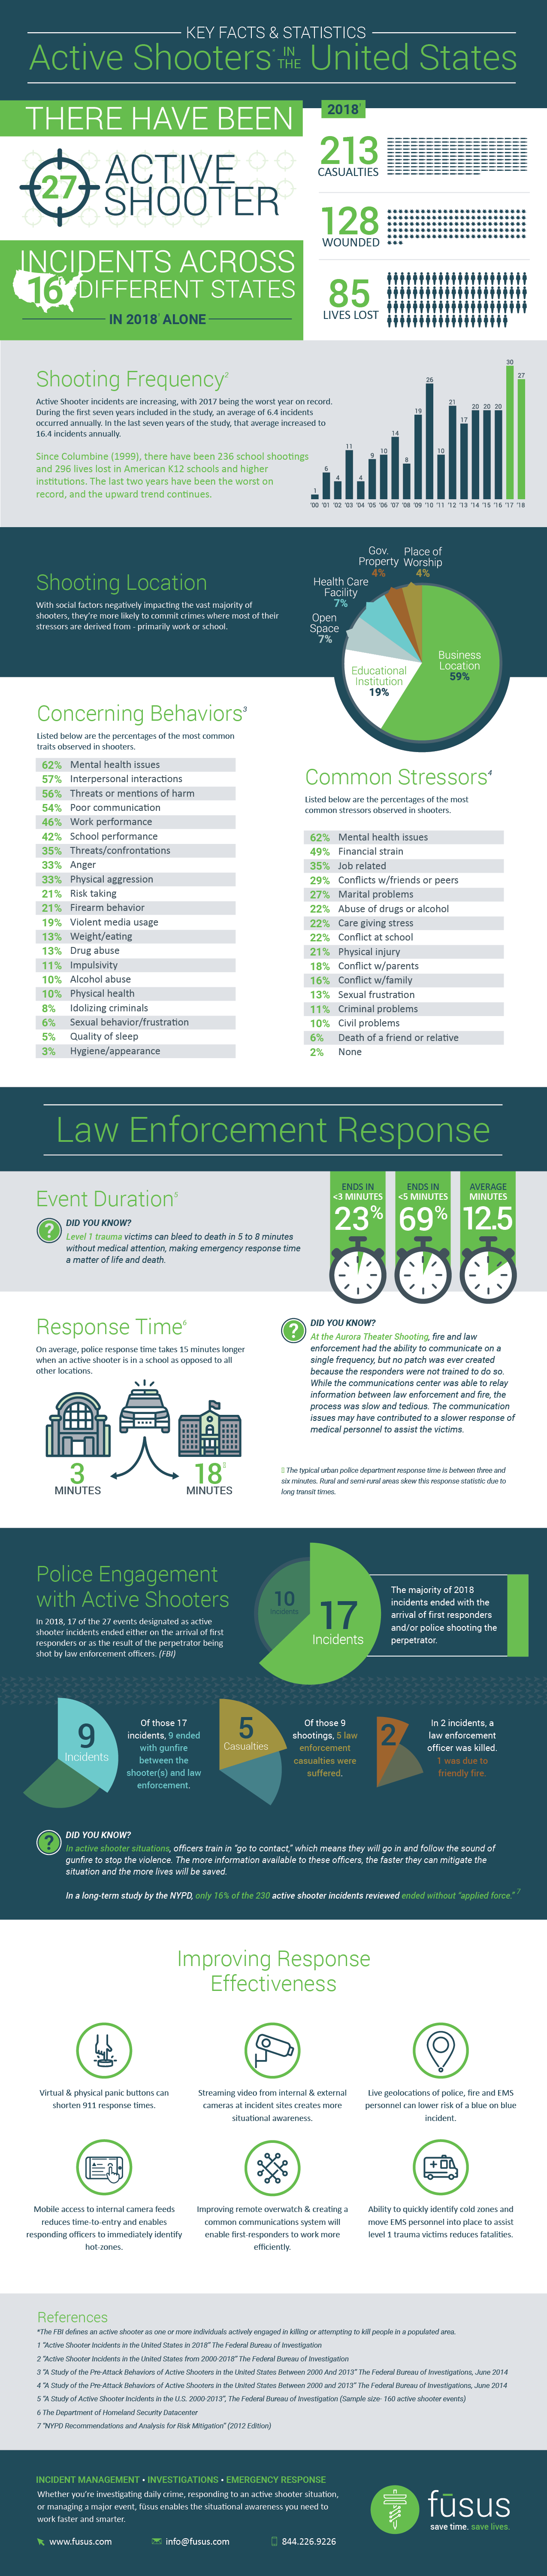 KEY FACTS & STATISTICS
Active Shooters* IN THE United States
THERE HAVE BEEN
27
ACTIVE
SHOOTER
INCIDENTS ACROSS
16 DIFFERENT STATES
IN 2018¹ ALONE
2018¹
213
CASUALTIES
128
WOUNDED
85
LIVES LOST
Shooting Frequency²
Active Shooter incidents are increasing, with 2017 being the worst year on record.
During the first seven years included in the study, an average of 6.4 incidents
occurred annually. In the last seven years of the study, that average increased to
16.4 incidents annually.
Since Columbine (1999), there have been 236 school shootings
and 296 lives lost in American K12 schools and higher
institutions. The last two years have been the worst on
record, and the upward trend continues.
1 6 4 11 4 9 10 14 8 19 26 10 21 17 20 20 20 30 27
'00 '01 '02 '03 '04 '05 '06 '07 '08 '09 '10 '11 '12 '13 '14 '15 '16 '17 '18
Shooting Location
With social factors negatively impacting the vast majority of
shooters, they're more likely to commit crimes where most of their
stressors are derived from - primarily work or school.
Gov.
Property
4%
Place of
Worship
4%
Health Care
Facility
7%
Open
Space
7%
Educational
Institution
19%
Business
Location
59%
Concerning Behaviors³
Listed below are the percentages of the most common
traits observed in shooters.
62% Mental health issues
57% Interpersonal interactions
56% Threats or mentions of harm
54% Poor communication
46% Work performance
42% School performance
35% Threats/confrontations
33% Anger
33% Physical aggression
21% Risk taking
21% Firearm behavior
19% Violent media usage
13% Weight/eating
13% Drug abuse
11% Impulsivity
10% Alcohol abuse
10% Physical health
8% Idolizing criminals
6% Sexual behavior/frustration
5% Quality of sleep
3% Hygiene/appearance
Common Stressors⁴
Listed below are the percentages of the most
common stressors observed in shooters.
62% Mental health issues
49% Financial strain
35% Job related
29% Conflicts w/friends or peers
27% Marital problems
22% Abuse of drugs or alcohol
22% Care giving stress
22% Conflict at school
21% Physical injury
18% Conflict w/parents
16% Conflict w/family
13% Sexual frustration
11% Criminal problems
10% Civil problems
6% Death of a friend or relative
2% None
Law Enforcement Response
Event Duration⁵
? DID YOU KNOW?
Level 1 trauma victims can bleed to death in 5 to 8 minutes
without medical attention, making emergency response time
a matter of life and death.
ENDS IN
<3 MINUTES
23%
ENDS IN
<5 MINUTES
69%
AVERAGE
MINUTES
12.5
Response Time⁶
On average, police response time takes 15 minutes longer
when an active shooter is in a school as opposed to all
other locations.
3
MINUTES
18
MINUTES
? DID YOU KNOW?
At the Aurora Theater Shooting, fire and law
enforcement had the ability to communicate on a
single frequency, but no patch was ever created
because the responders were not trained to do so.
While the communications center was able to relay
information between law enforcement and fire, the
process was slow and tedious. The communication
issues may have contributed to a slower response of
medical personnel to assist the victims.
The typical urban police department response time is between three and
six minutes. Rural and semi-rural areas skew this response statistic due to
long transit times.
Police Engagement
with Active Shooters
In 2018, 17 of the 27 events designated as active
shooter incidents ended either on the arrival of first
responders or as the result of the perpetrator being
shot by law enforcement officers. (FBI)
10
Incidents
17
Incidents
The majority of 2018
incidents ended with the
arrival of first responders
and/or police shooting the
perpetrator.
9
Incidents
Of those 17
incidents, 9 ended
with gunfire
between the
shooter(s) and law
enforcement.
5
Casualties
Of those 9
shootings, 5 law
enforcement
casualties were
suffered.
2
In 2 incidents, a
law enforcement
officer was killed.
1 was due to
friendly fire.
? DID YOU KNOW?
In active shooter situations, officers train in "go to contact," which means they will go in and follow the sound of
gunfire to stop the violence. The more information available to these officers, the faster they can mitigate the
situation and the more lives will be saved.
In a long-term study by the NYPD, only 16% of the 230 active shooter incidents reviewed ended without "applied force." ⁷
Improving Response
Effectiveness
Virtual & physical panic buttons can
shorten 911 response times.
Streaming video from internal & external
cameras at incident sites creates more
situational awareness.
Live geolocations of police, fire and EMS
personnel can lower risk of a blue on blue
incident.
Mobile access to internal camera feeds
reduces time-to-entry and enables
responding officers to immediately identify
hot-zones.
Improving remote overwatch & creating a
common communications system will
enable first-responders to work more
efficiently.
Ability to quickly identify cold zones and
move EMS personnel into place to assist
level 1 trauma victims reduces fatalities.
References
*The FBI defines an active shooter as one or more individuals actively engaged in killing or attempting to kill people in a populated area.
1 "Active Shooter Incidents in the United States in 2018" The Federal Bureau of Investigation
2 "Active Shooter Incidents in the United States from 2000-2018" The Federal Bureau of Investigation
3 "A Study of the Pre-Attack Behaviors of Active Shooters in the United States Between 2000 And 2013" The Federal Bureau of Investigations, June 2014
4 "A Study of the Pre-Attack Behaviors of Active Shooters in the United States Between 2000 and 2013" The Federal Bureau of Investigations, June 2014
5 "A Study of Active Shooter Incidents in the U.S. 2000-2013", The Federal Bureau of Investigation (Sample size- 160 active shooter events)
6 The Department of Homeland Security Datacenter
7 "NYPD Recommendations and Analysis for Risk Mitigation" (2012 Edition)
INCIDENT MANAGEMENT • INVESTIGATIONS • EMERGENCY RESPONSE
Whether you're investigating daily crime, responding to an active shooter situation,
or managing a major event, fūsus enables the situational awareness you need to
work faster and smarter.
www.fusus.com
info@fusus.com
844.226.9226
fūsus
save time. save lives.